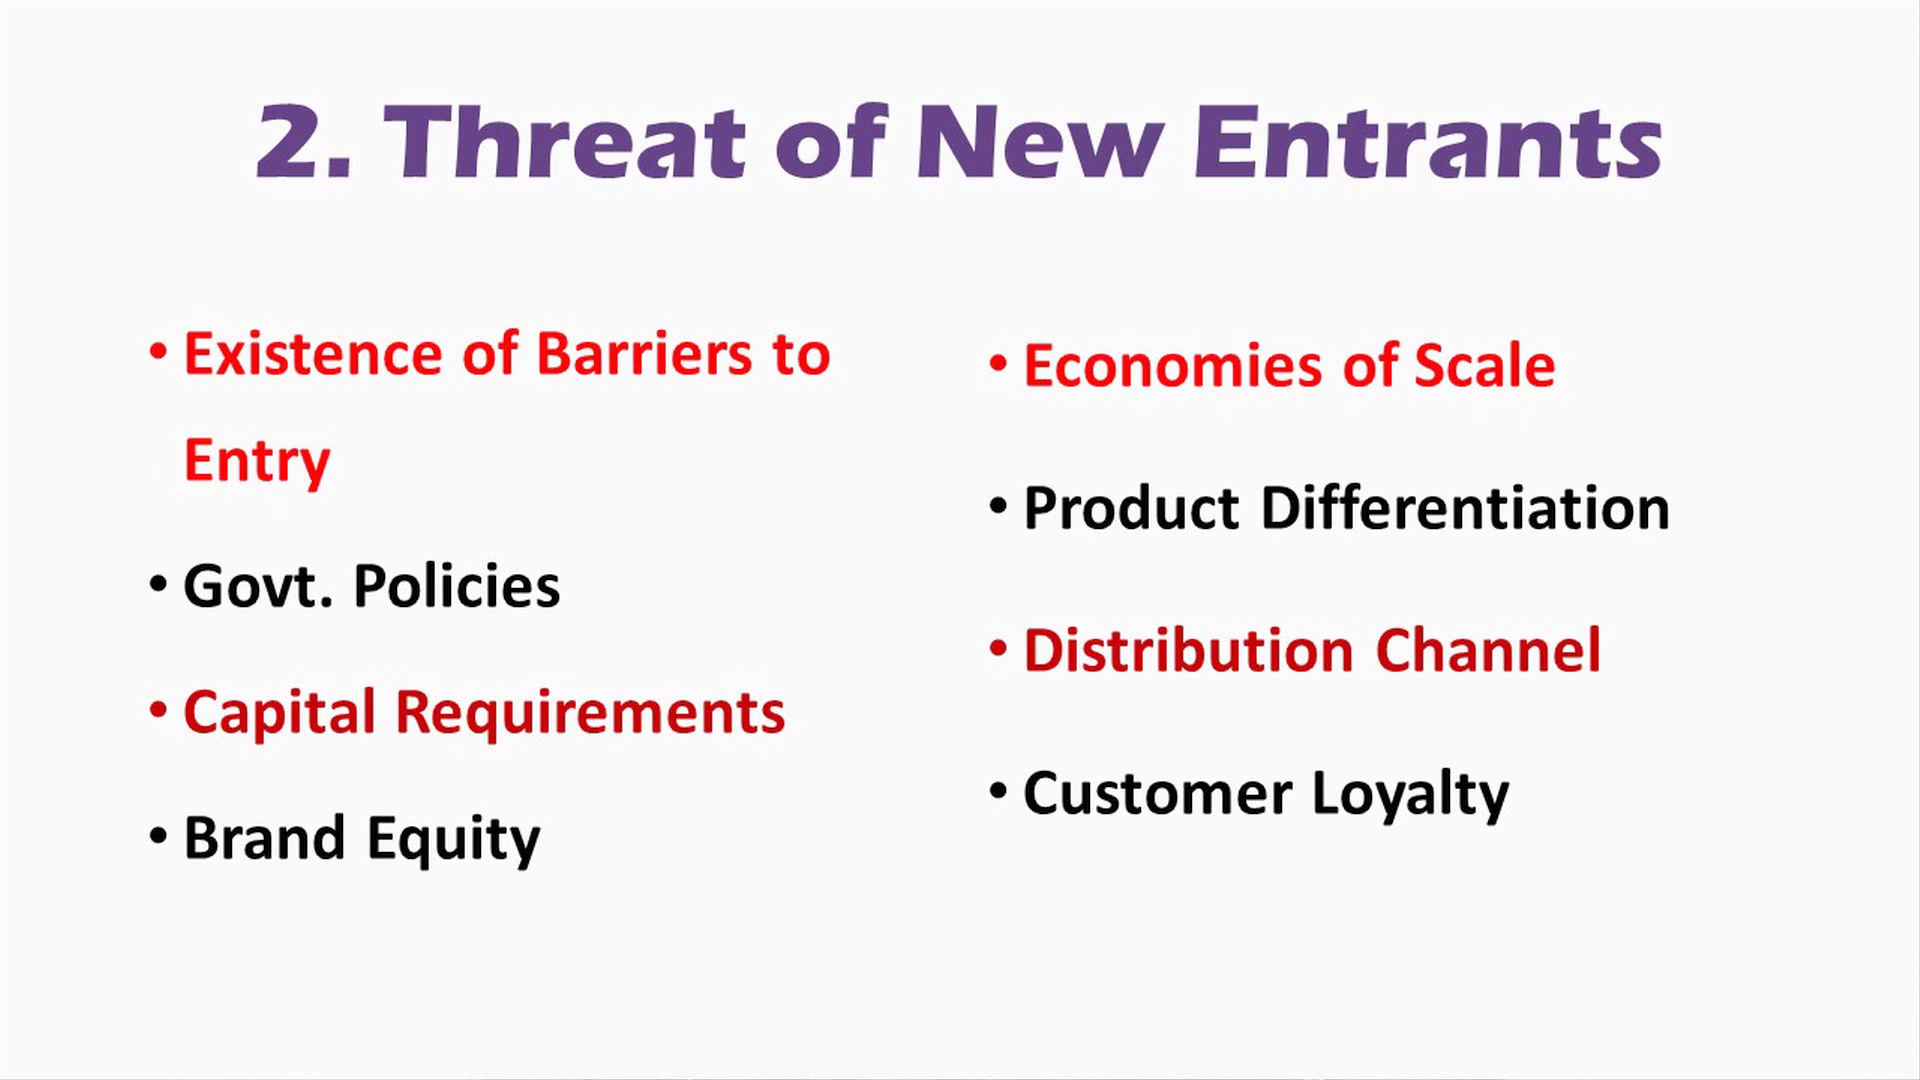 2. Threat of New Entrants
• Existence of Barriers to
Entry
• Govt. Policies
• Capital Requirements
• Brand Equity
• Economies of Scale
• Product Differentiation
• Distribution Channel
• Customer Loyalty